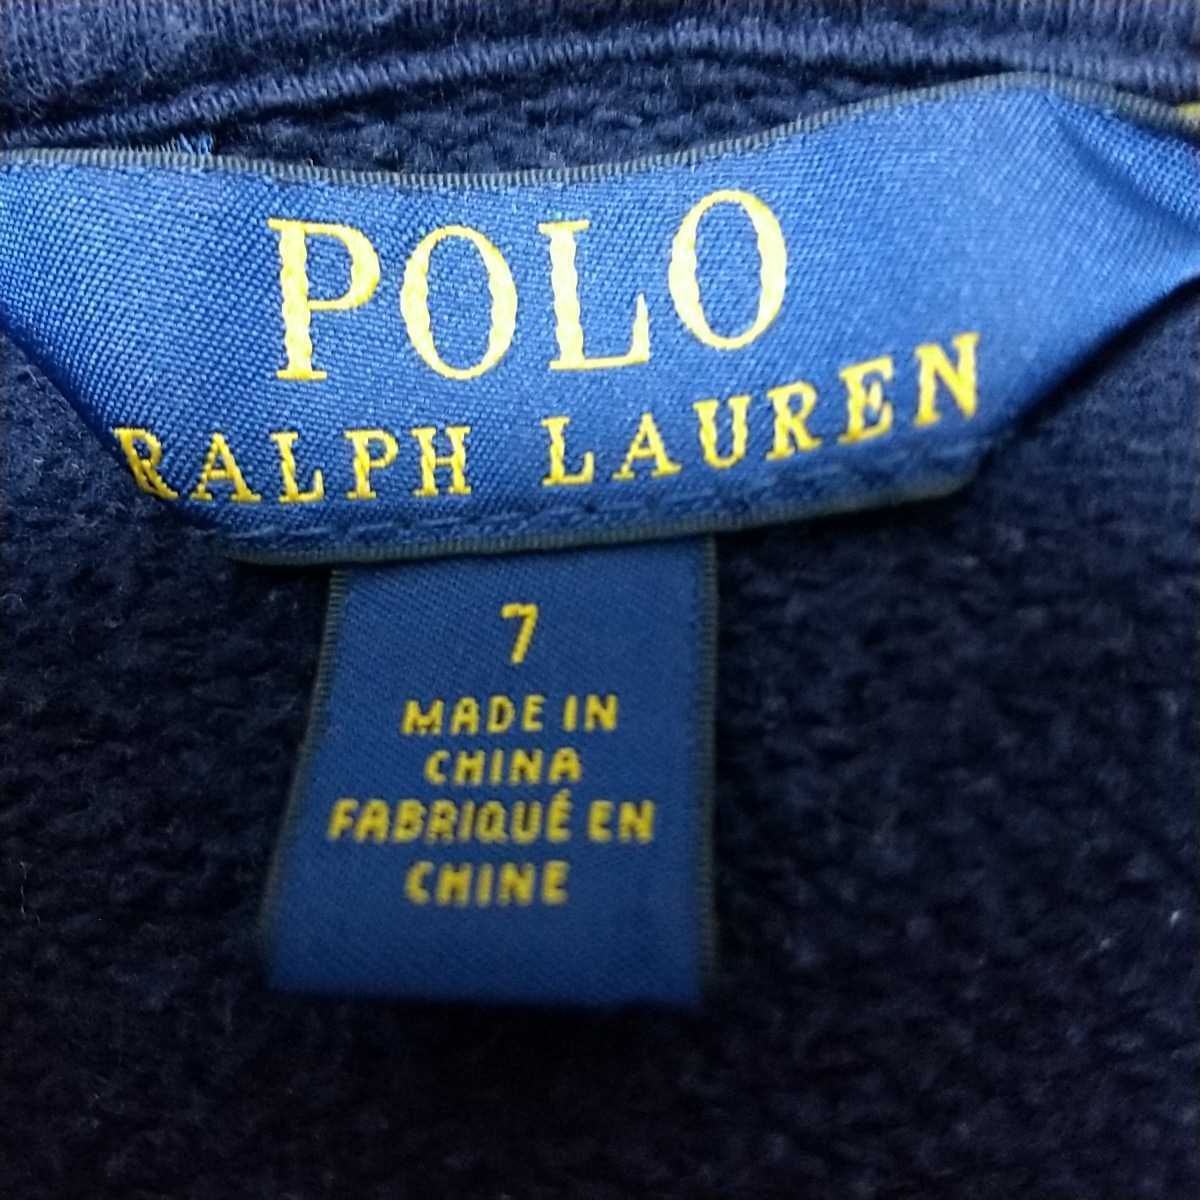 POLO
RALPH LAUREN
7
MADE IN
CHINA
FABRIQUÉ EN
CHINE